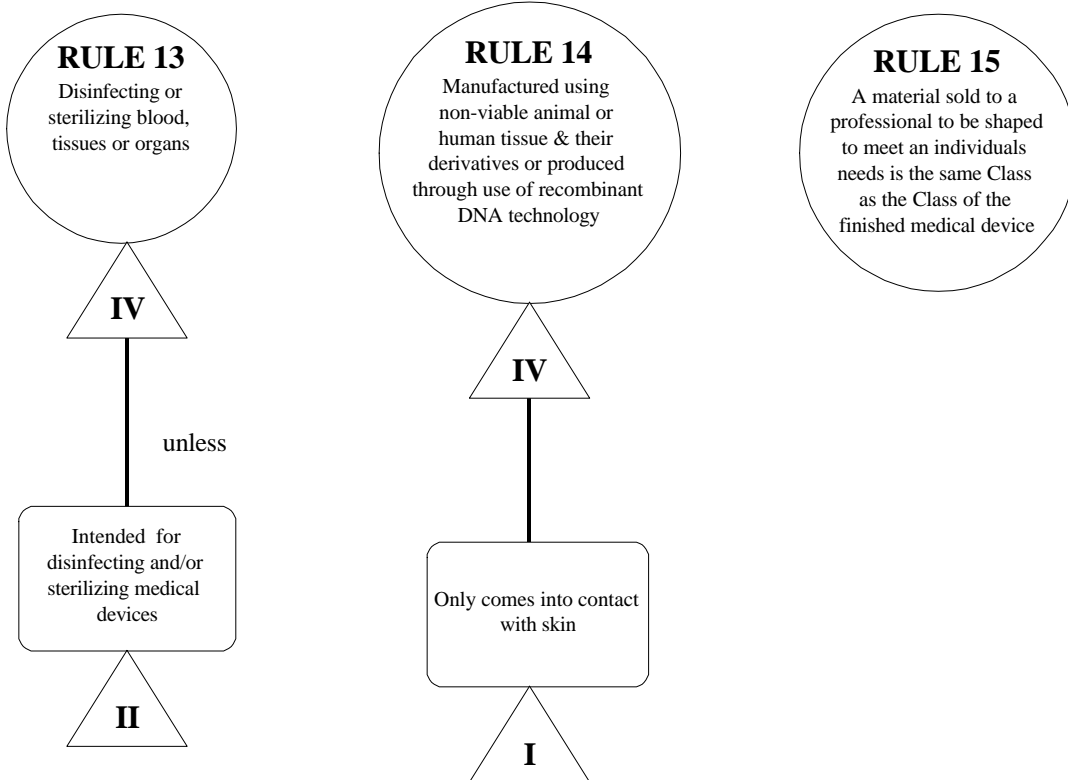 RULE 13
Disinfecting or
sterilizing blood,
tissues or organs
IV
unless
Intended for
disinfecting and/or
sterilizing medical
devices
II
RULE 14
Manufactured using
non-viable animal or
human tissue & their
derivatives or produced
through use of recombinant
DNA technology
IV
Only comes into contact
with skin
I
RULE 15
A material sold to a
professional to be shaped
to meet an individuals
needs is the same Class
as the Class of the
finished medical device